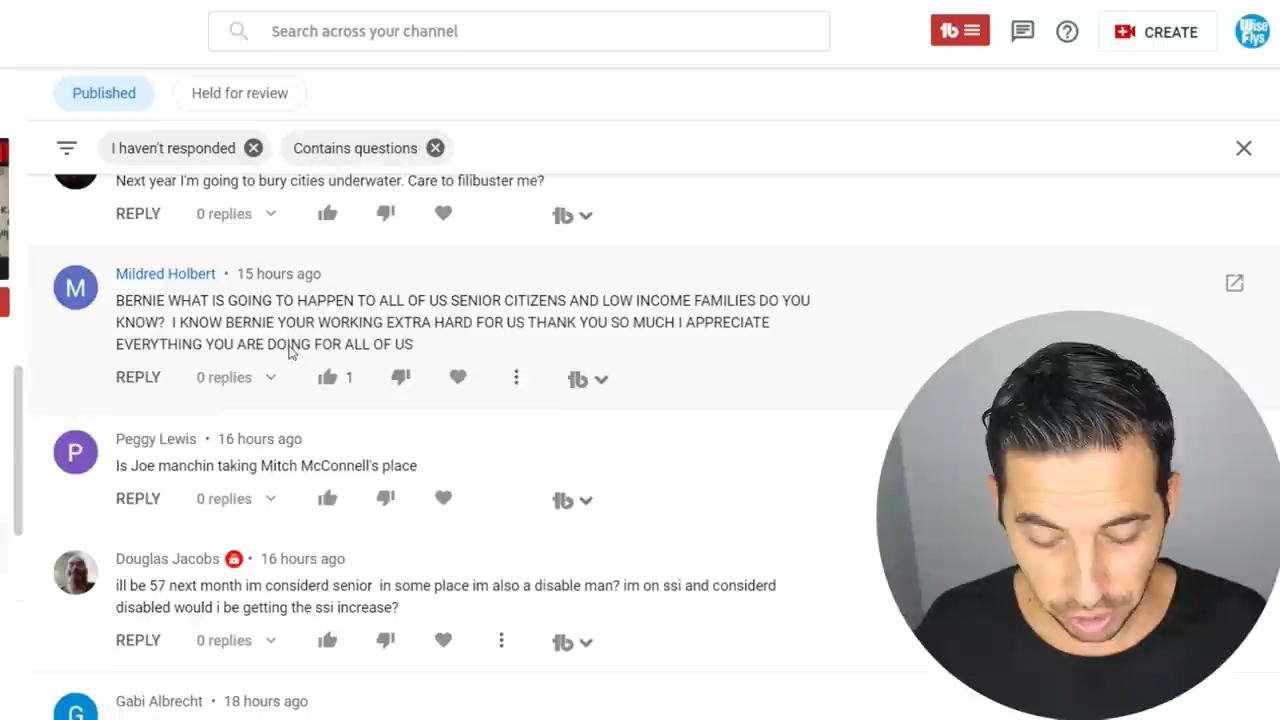 Search across your channel
CREATE
Wise
Flys
Published
Held for review
I haven't responded
Contains questions
Next year I'm going to bury cities underwater. Care to filibuster me?
REPLY 0 replies
Mildred Holbert • 15 hours ago
M
BERNIE WHAT IS GOING TO HAPPEN TO ALL OF US SENIOR CITIZENS AND LOW INCOME FAMILIES DO YOU
KNOW? I KNOW BERNIE YOUR WORKING EXTRA HARD FOR US THANK YOU SO MUCH I APPRECIATE
EVERYTHING YOU ARE DOING FOR ALL OF US
REPLY 0 replies 1
Peggy Lewis • 16 hours ago
P
Is Joe manchin taking Mitch McConnell's place
REPLY 0 replies
Douglas Jacobs • 16 hours ago
ill be 57 next month im considerd senior in some place im also a disable man? im on ssi and considerd
disabled would i be getting the ssi increase?
REPLY 0 replies
Gabi Albrecht • 18 hours ago
G